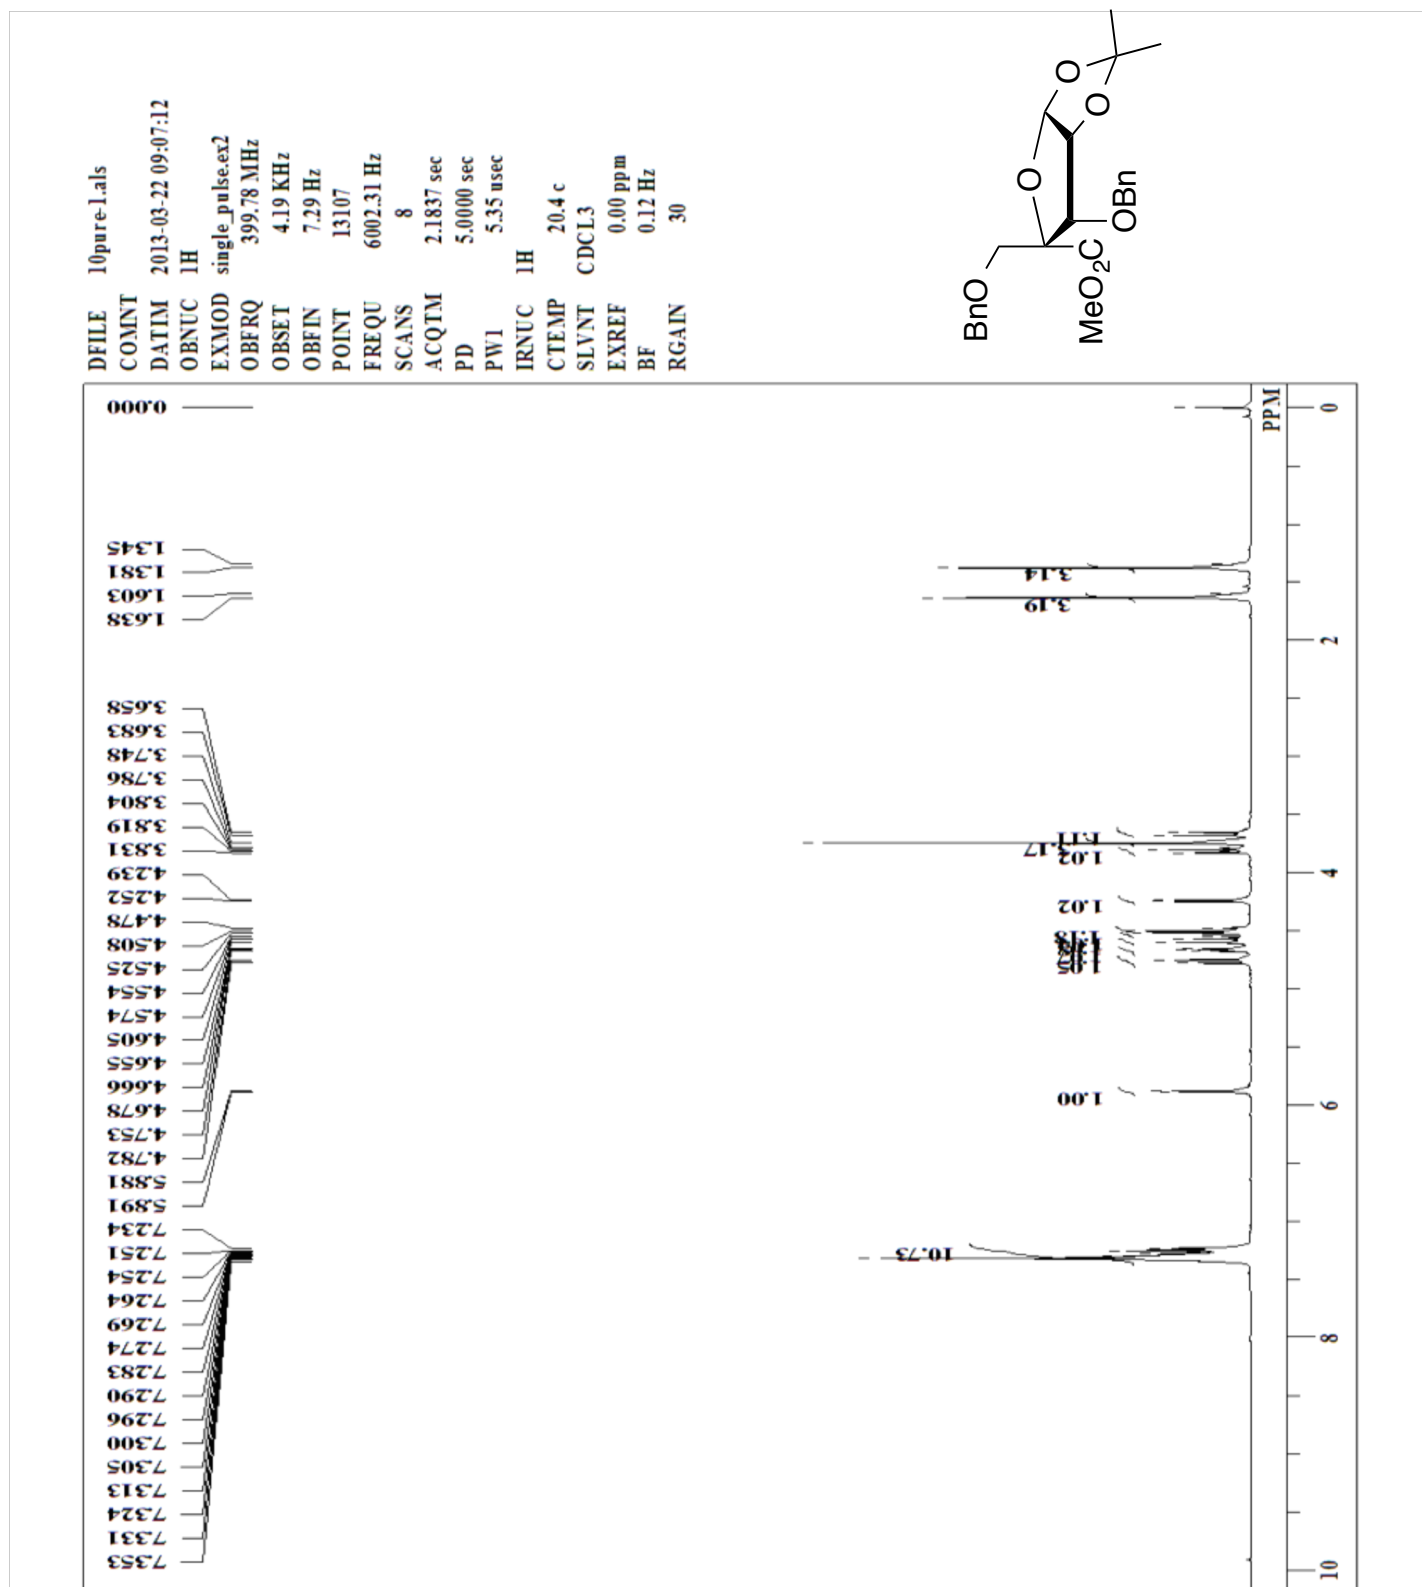 DFILE 10pure-1.als
COMNT
DATIM 2013-03-22 09:07:12
OBNUC 1H
EXMOD single_pulse.ex2
OBFRQ 399.78 MHz
OBSET 4.19 KHz
OBFIN 7.29 Hz
POINT 13107
FREQU 6002.31 Hz
SCANS 8
ACQTM 2.1837 sec
PD 5.0000 sec
PW1 5.35 usec
IRNUC 1H
CTEMP 20.4 c
SLVNT CDCL3
EXREF 0.00 ppm
BF 0.12 Hz
RGAIN 30
BnO
MeO2C
OBn
O
O
O
0.000
1.345
1.381
1.603
1.638
3.658
3.683
3.748
3.786
3.804
3.819
3.831
4.239
4.252
4.478
4.508
4.525
4.554
4.574
4.605
4.655
4.666
4.678
4.753
4.782
5.881
5.891
7.234
7.251
7.254
7.264
7.269
7.274
7.283
7.290
7.296
7.300
7.305
7.313
7.324
7.331
7.353
3.14
3.19
1.11
3.17
1.02
1.02
1.18
1.05
1.00
10.73
PPM
0
2
4
6
8
10